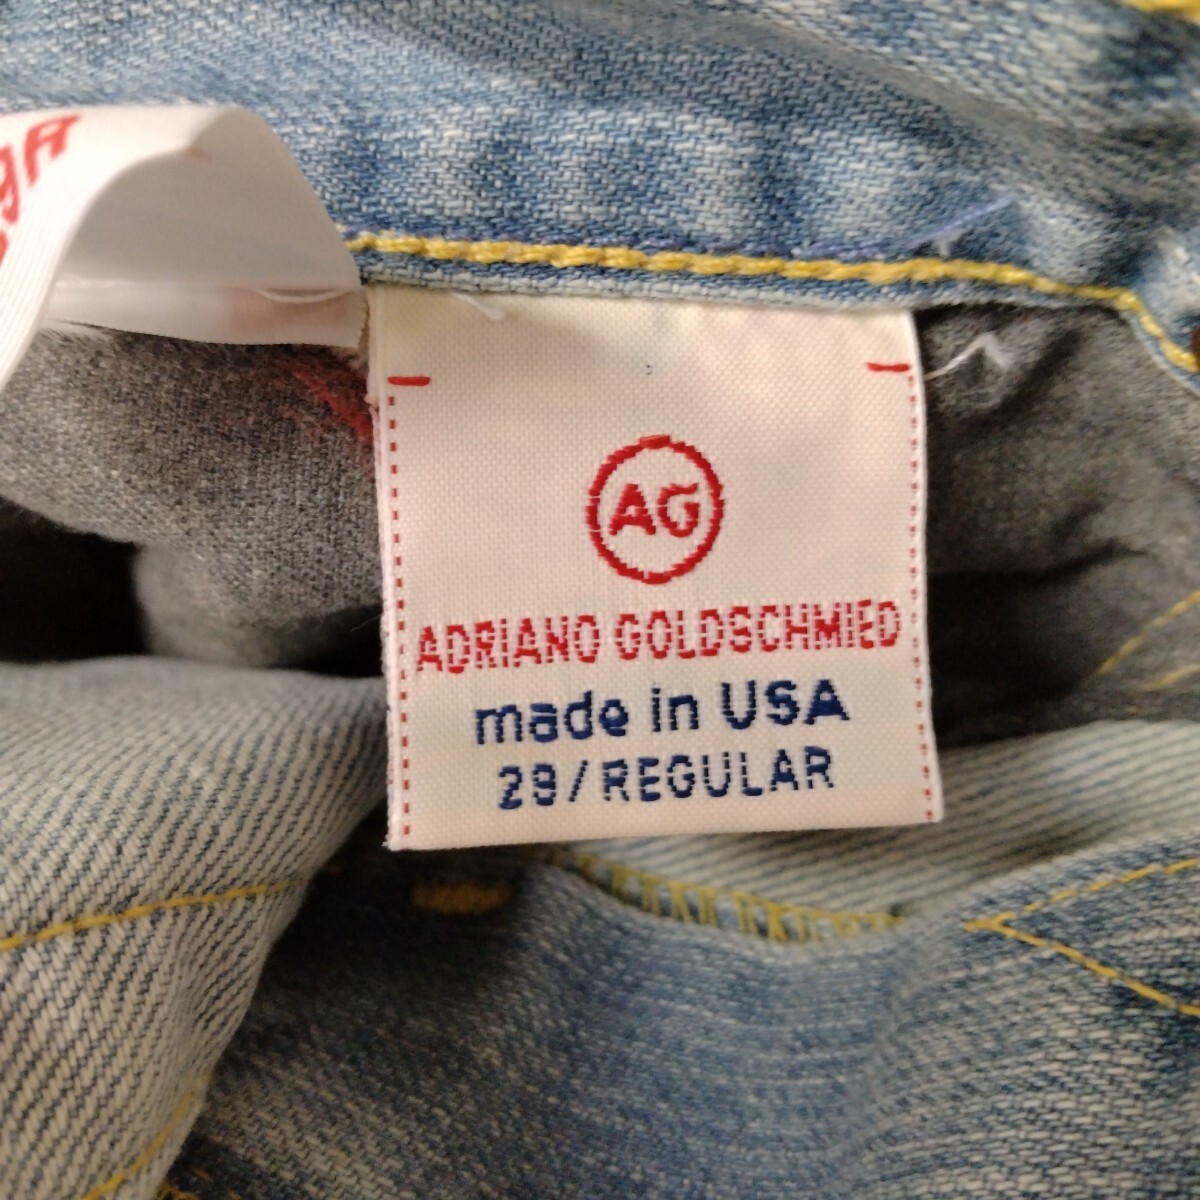 AG
ADRIANO GOLDSCHMIED
made in USA
29/REGULAR